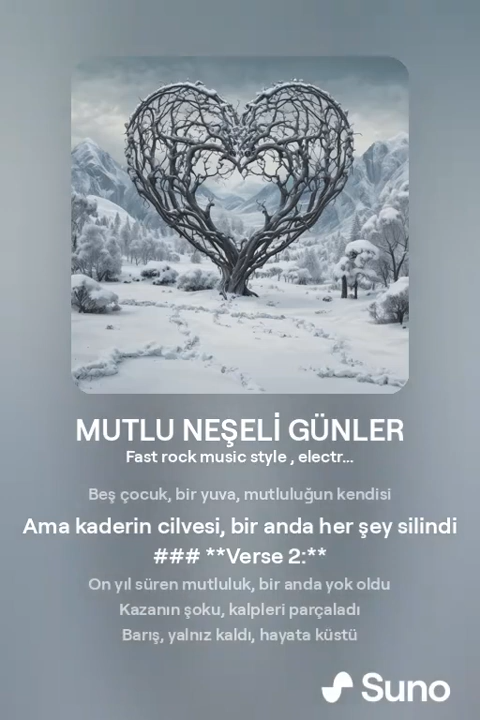 MUTLU NEŞELİ GÜNLER
Fast rock music style , electr...
Beş çocuk, bir yuva, mutluluğun kendisi
Ama kaderin cilvesi, bir anda her şey silindi
### **Verse 2:**
On yıl süren mutluluk, bir anda yok oldu
Kazanın şoku, kalpleri parçaladı
Barış, yalnız kaldı, hayata küstü
Suno